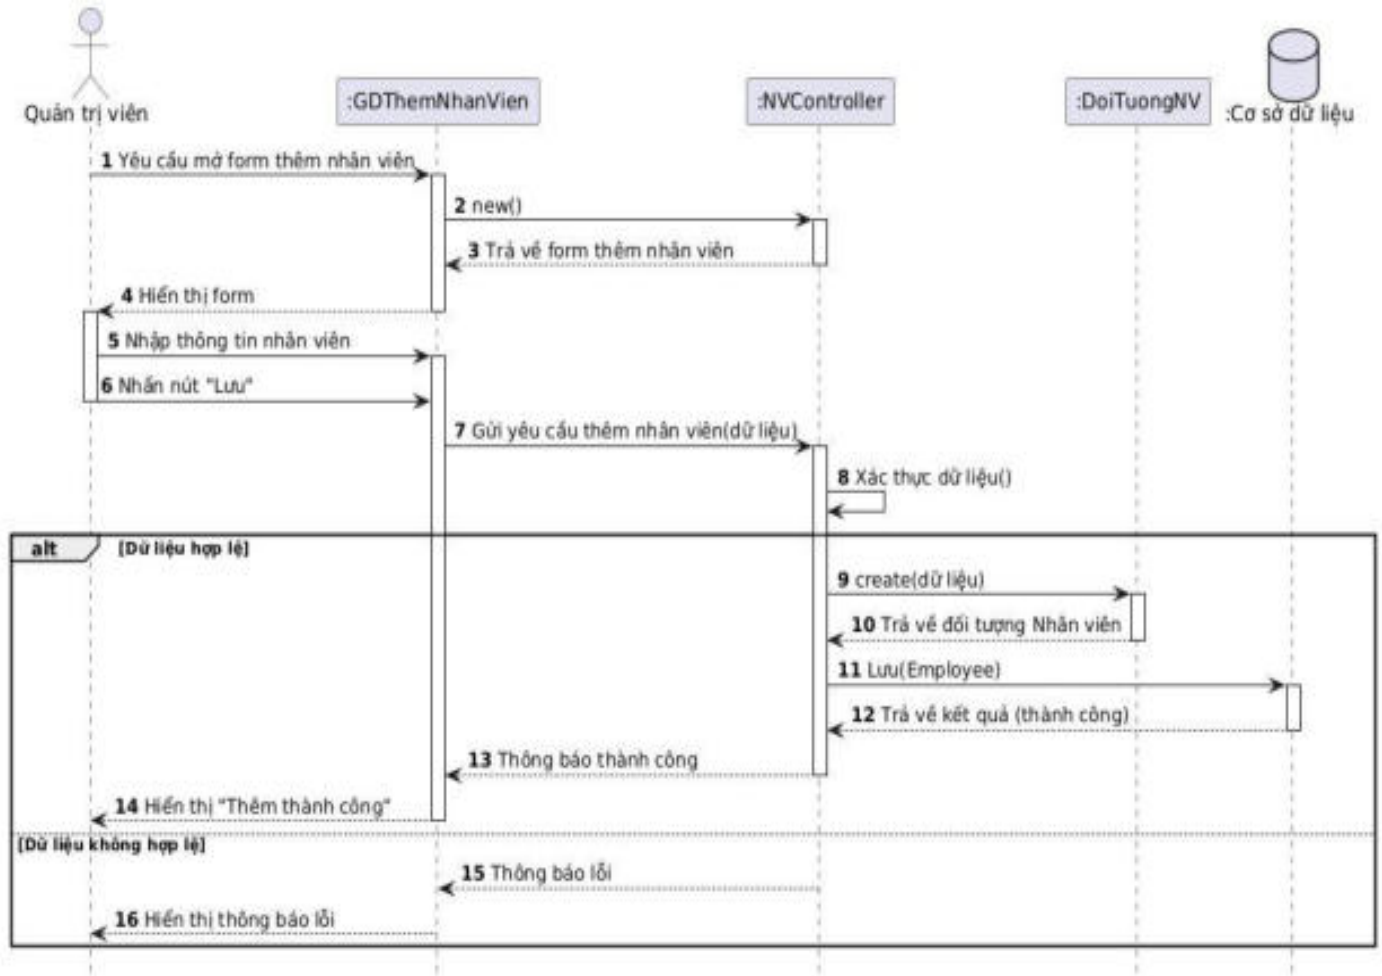 Quản trị viên
:GDThemNhanVien
:NVController
:DoiTuongNV
:Cơ sở dữ liệu
1 Yêu cầu mở form thêm nhân viên
2 new()
3 Trả về form thêm nhân viên
4 Hiển thị form
5 Nhập thông tin nhân viên
6 Nhấn nút "Lưu"
7 Gửi yêu cầu thêm nhân viên(dữ liệu)
8 Xác thực dữ liệu()
alt [Dữ liệu hợp lệ]
9 create(dữ liệu)
10 Trả về đối tượng Nhân viên
11 Lưu(Employee)
12 Trả về kết quả (thành công)
13 Thông báo thành công
14 Hiển thị "Thêm thành công"
[Dữ liệu không hợp lệ]
15 Thông báo lỗi
16 Hiển thị thông báo lỗi